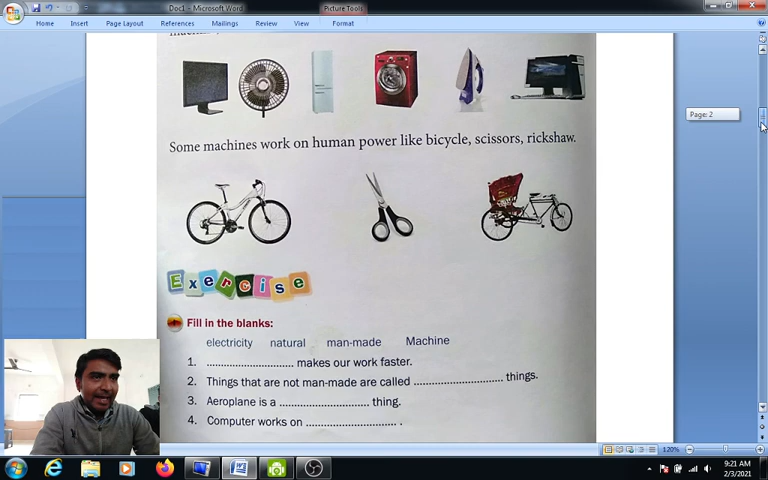 Doc1 - Microsoft Word
Picture Tools
Home Insert Page Layout References Mailings Review View Format
Page: 2
Some machines work on human power like bicycle, scissors, rickshaw.
Exercise
Fill in the blanks:
electricity natural man-made Machine
1. ............................ makes our work faster.
2. Things that are not man-made are called ............................ things.
3. Aeroplane is a ............................ thing.
4. Computer works on ............................ .
120%
9:21 AM
2/3/2021